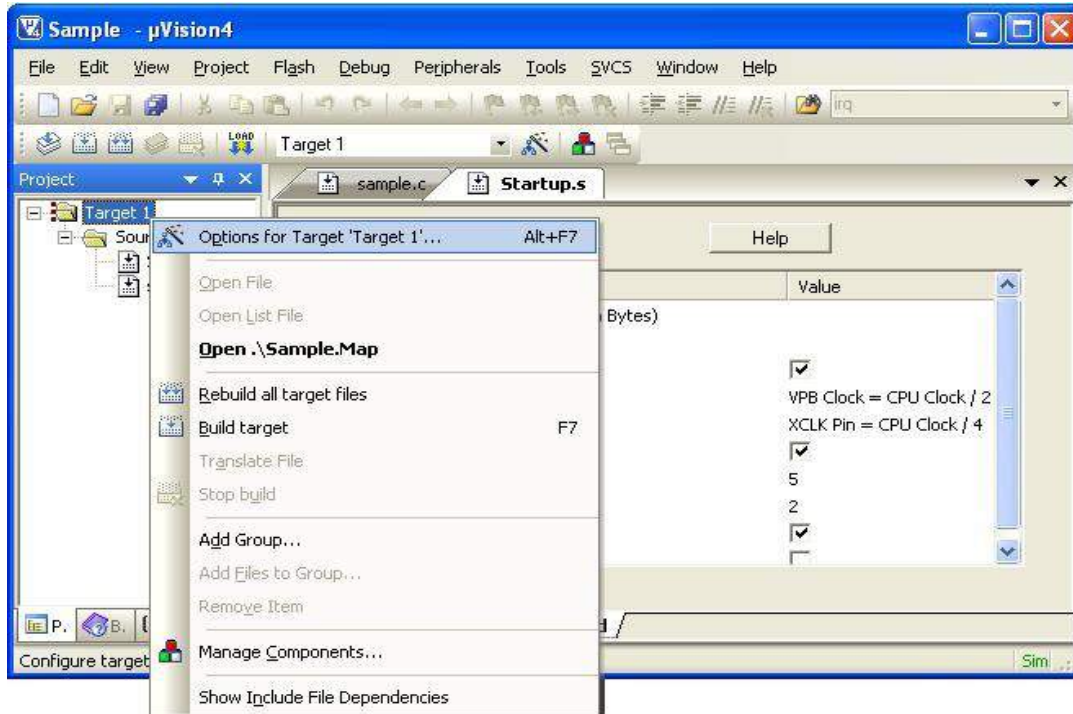 Sample - µVision4
File Edit View Project Flash Debug Peripherals Tools SVCS Window Help
irq
LOAD Target 1
Project
sample.c Startup.s
Target 1
Sour
Options for Target 'Target 1'... Alt+F7
Help
Open File
Value
Open List File
Bytes)
Open .\Sample.Map
Rebuild all target files
VPB Clock = CPU Clock / 2
Build target F7
XCLK Pin = CPU Clock / 4
Translate File
5
Stop build
2
Add Group...
Add Files to Group...
Remove Item
P. B.
Manage Components...
Configure target
Sim
Show Include File Dependencies